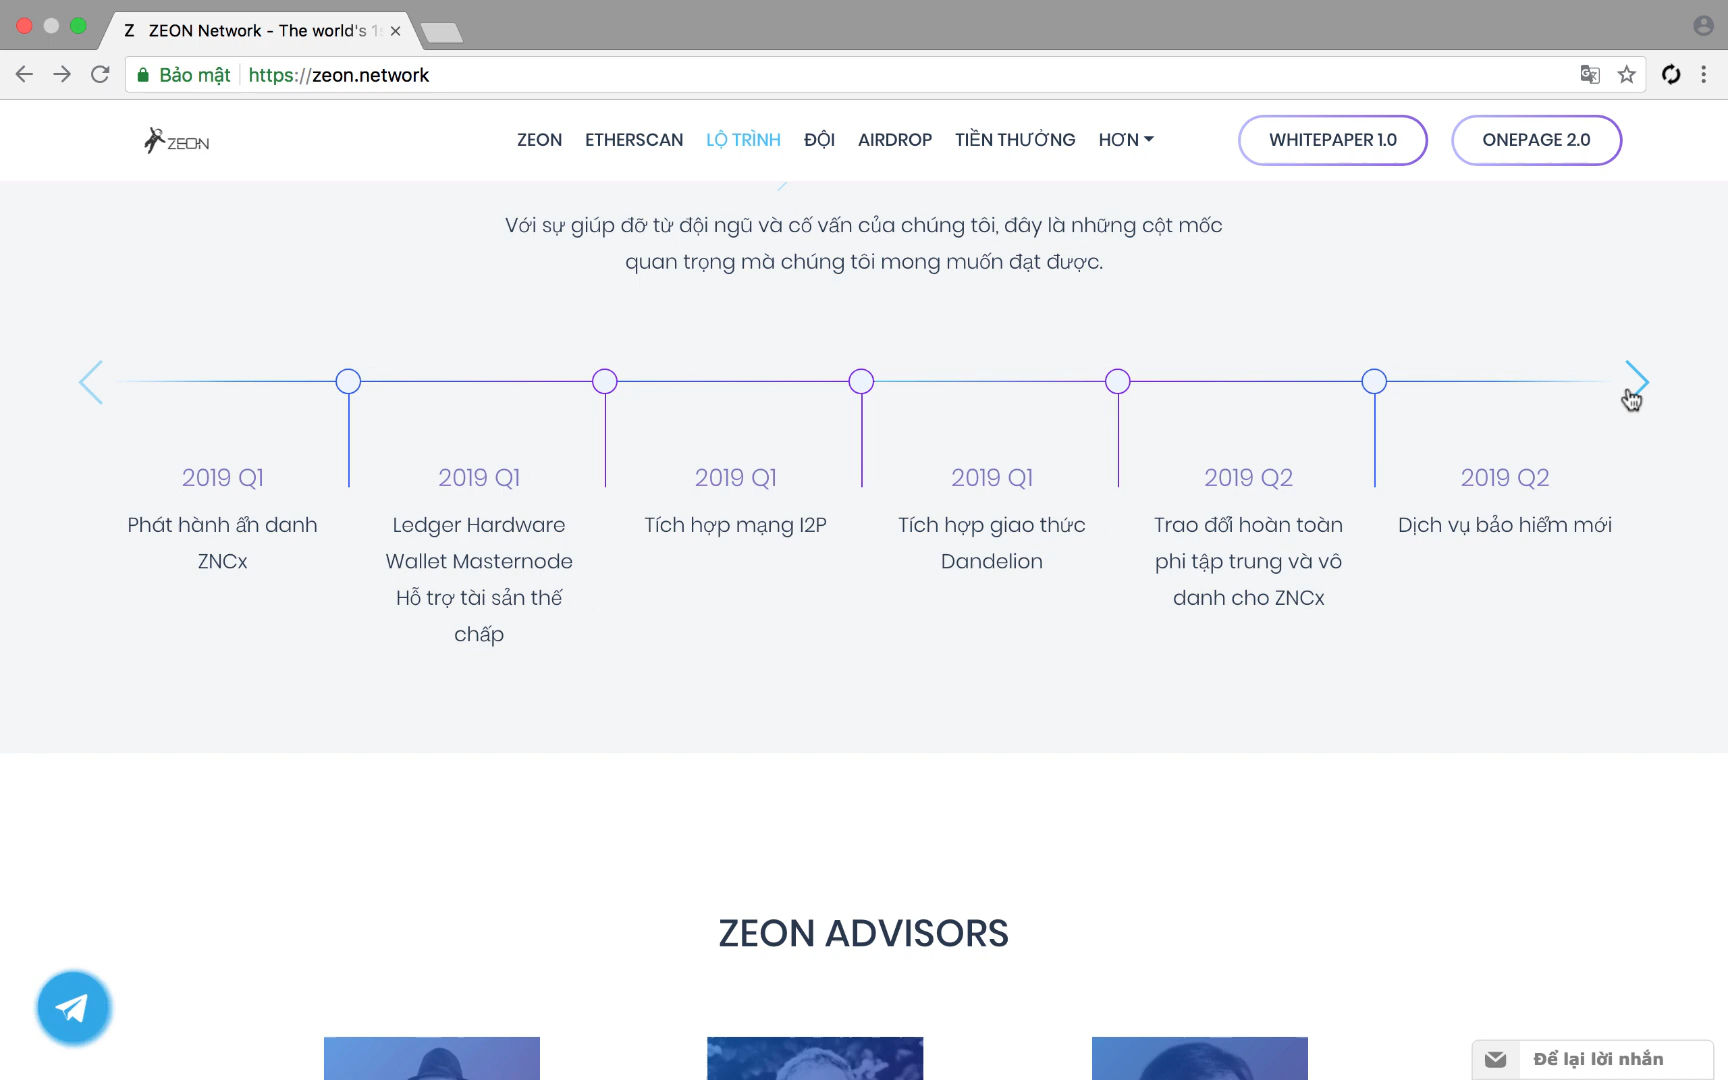 Z ZEON Network - The world's 1s
Bảo mật https://zeon.network
ZEON
ZEON ETHERSCAN LỘ TRÌNH ĐỘI AIRDROP TIỀN THƯỞNG HƠN WHITEPAPER 1.0 ONEPAGE 2.0
Với sự giúp đỡ từ đội ngũ và cố vấn của chúng tôi, đây là những cột mốc
quan trọng mà chúng tôi mong muốn đạt được.
2019 Q1
Phát hành ẩn danh
ZNCx
2019 Q1
Ledger Hardware
Wallet Masternode
Hỗ trợ tài sản thế
chấp
2019 Q1
Tích hợp mạng I2P
2019 Q1
Tích hợp giao thức
Dandelion
2019 Q2
Trao đổi hoàn toàn
phi tập trung và vô
danh cho ZNCx
2019 Q2
Dịch vụ bảo hiểm mới
ZEON ADVISORS
Để lại lời nhắn